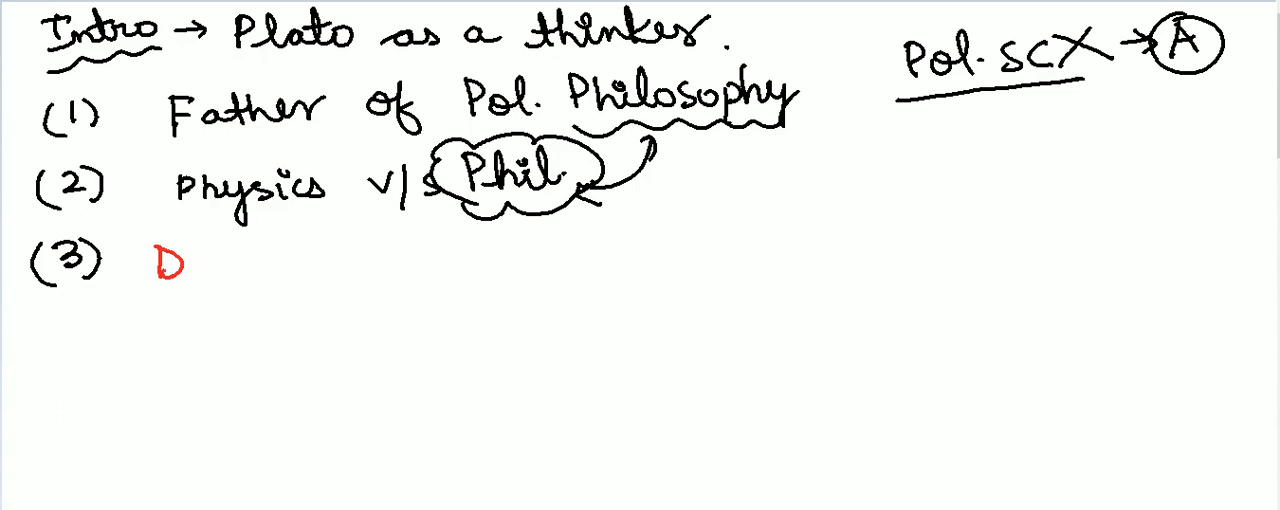 Intro → Plato as a thinker.
Pol. SC X → A
(1) Father of Pol. Philosophy
(2) Physics v/s Phil.
(3) D